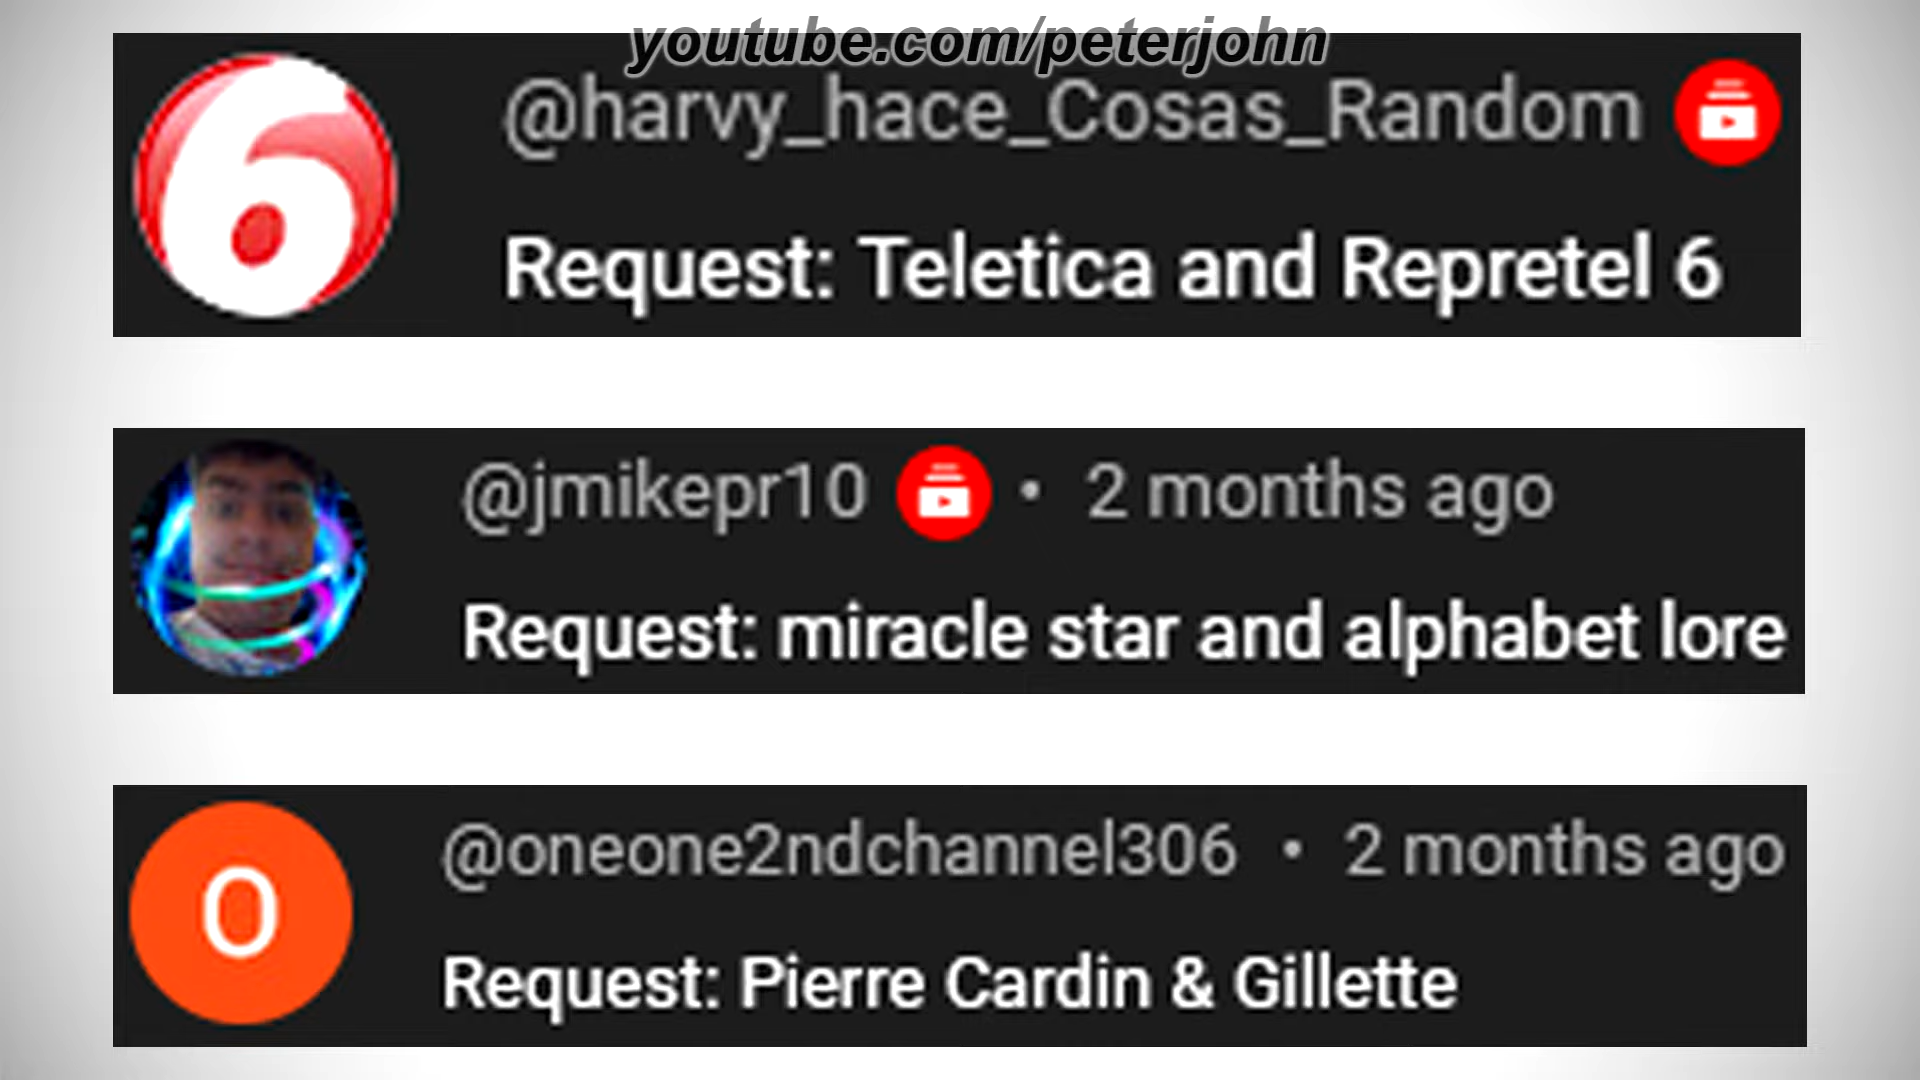 youtube.com/peterjohn
6
@harvy_hace_Cosas_Random
Request: Teletica and Repretel 6
@jmikepr10 • 2 months ago
Request: miracle star and alphabet lore
O
@oneone2ndchannel306 • 2 months ago
Request: Pierre Cardin & Gillette